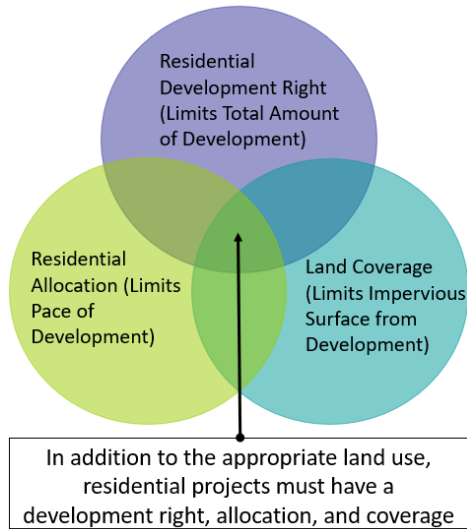 Residential
Development Right
(Limits Total Amount
of Development)
Residential
Allocation (Limits
Pace of
Development)
Land Coverage
(Limits Impervious
Surface from
Development)
In addition to the appropriate land use,
residential projects must have a
development right, allocation, and coverage